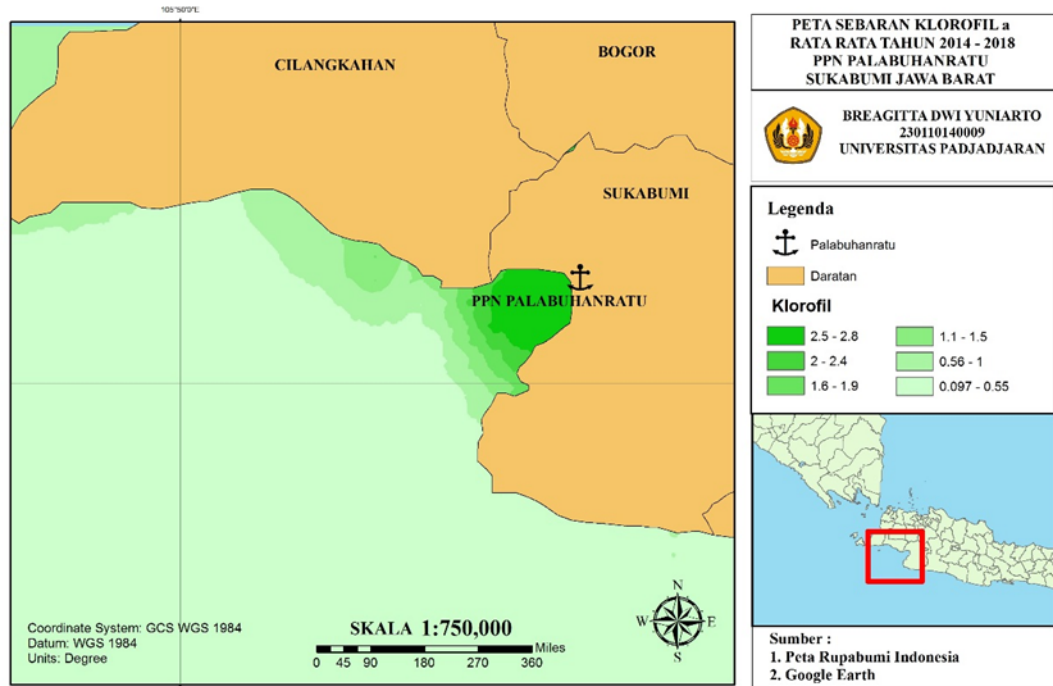 105°50'0"E
CILANGKAHAN
BOGOR
SUKABUMI
PPN PALABUHANRATU
Coordinate System: GCS WGS 1984
Datum: WGS 1984
Units: Degree
SKALA 1:750,000
0 45 90 180 270 360 Miles
N
W E
S
PETA SEBARAN KLOROFIL a
RATA RATA TAHUN 2014 - 2018
PPN PALABUHANRATU
SUKABUMI JAWA BARAT
BREAGITTA DWI YUNIARTO
230110140009
UNIVERSITAS PADJADJARAN
Legenda
Palabuhanratu
Daratan
Klorofil
2.5 - 2.8
2 - 2.4
1.6 - 1.9
1.1 - 1.5
0.56 - 1
0.097 - 0.55
Sumber :
1. Peta Rupabumi Indonesia
2. Google Earth